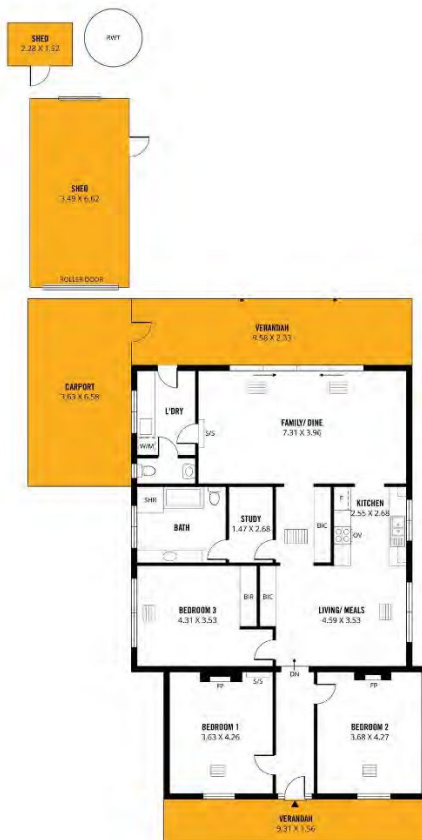 SHED
2.28 X 1.52
RWT
SHED
3.49 X 6.62
ROLLER DOOR
VERANDAH
9.58 X 2.33
CARPORT
3.63 X 6.58
L'DRY
W/M
S/S
FAMILY/ DINE
7.31 X 3.96
SHR
BATH
STUDY
1.47 X 2.68
BIC
F
KITCHEN
2.55 X 2.68
OV
BEDROOM 3
4.31 X 3.53
BIR
BIC
LIVING/ MEALS
4.59 X 3.53
DN
FP
S/S
FP
BEDROOM 1
3.63 X 4.26
BEDROOM 2
3.68 X 4.27
VERANDAH
9.31 X 1.56